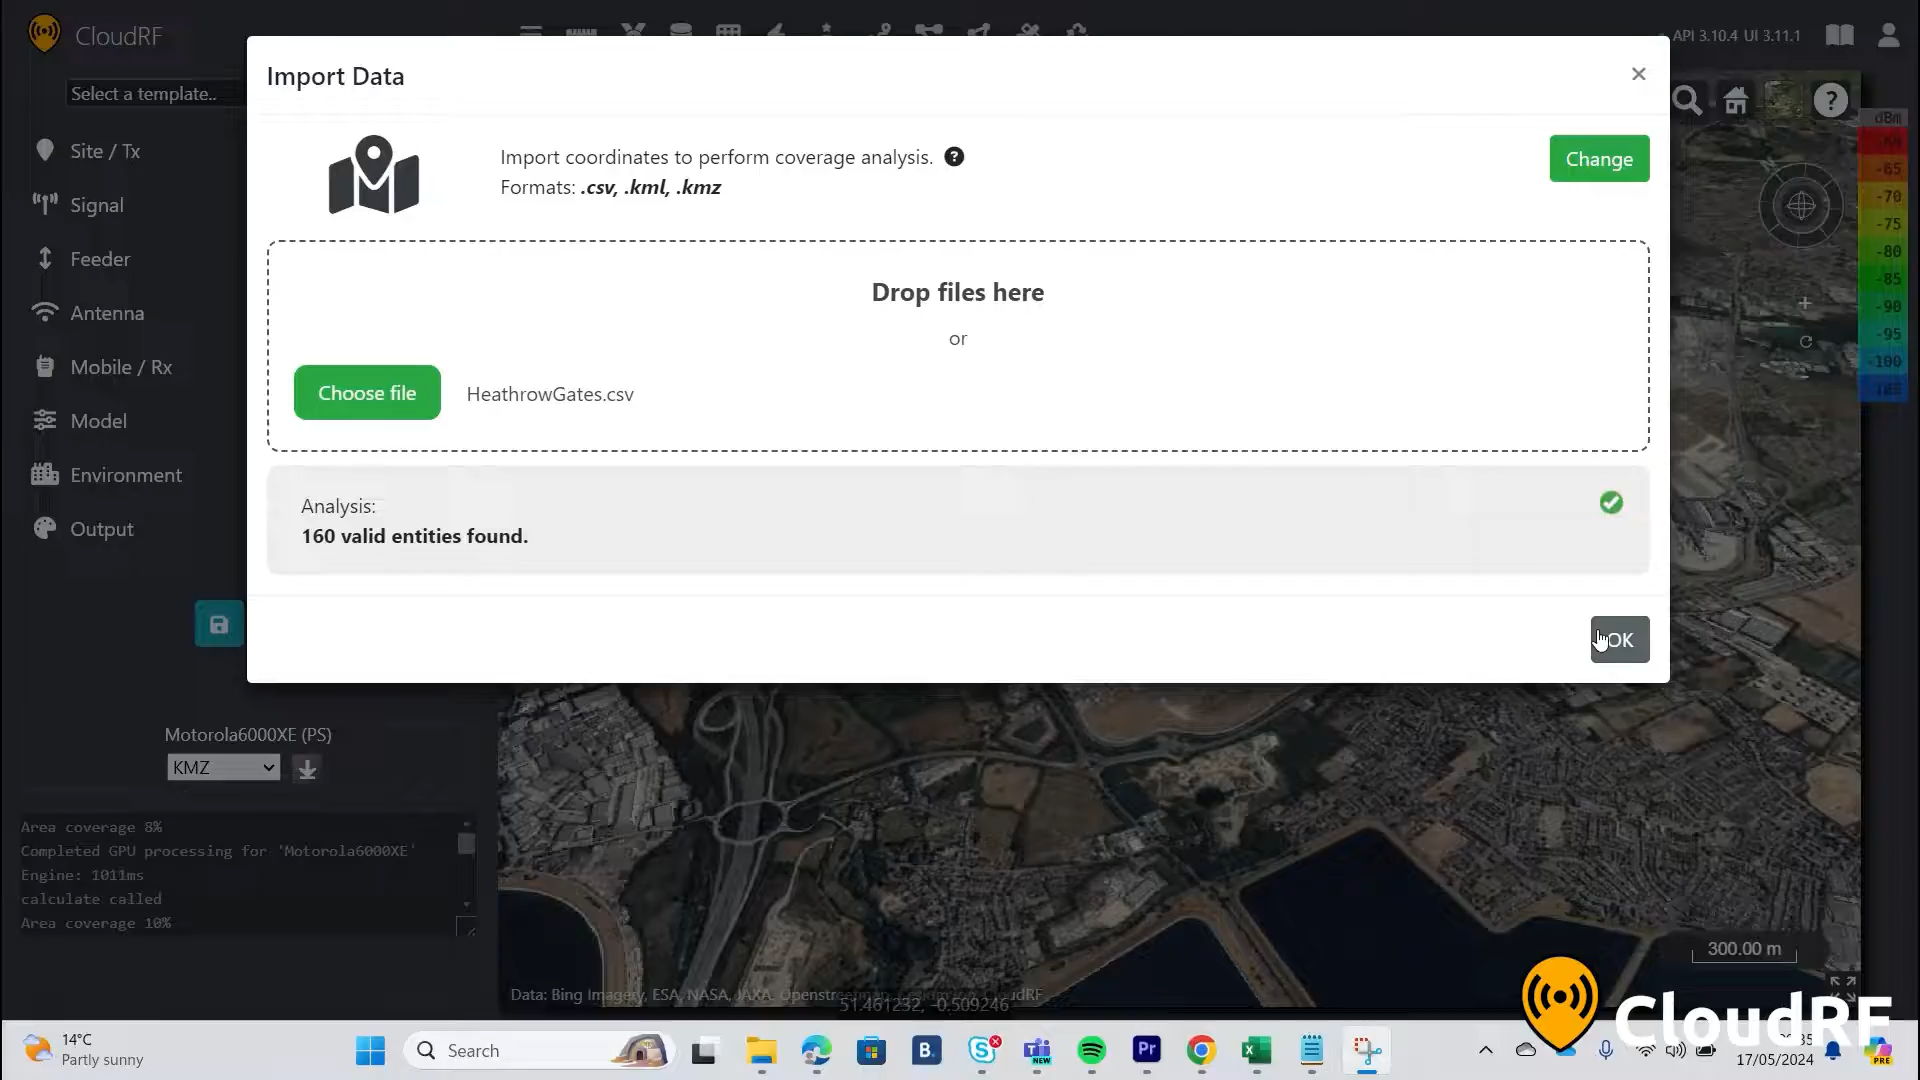 CloudRF
API 3.10.4 UI 3.11.1
Select a template..
Site / Tx
Signal
Feeder
Antenna
Mobile / Rx
Model
Environment
Output
Import Data
×
Import coordinates to perform coverage analysis. ?
Formats: .csv, .kml, .kmz
Change
Drop files here
or
Choose file
HeathrowGates.csv
Analysis:
160 valid entities found.
OK
?
dBm
-65
-70
-75
-80
-85
-90
-95
-100
Motorola6000XE (PS)
KMZ
Area coverage 8%
Completed GPU processing for 'Motorola6000XE'
Engine: 1011ms
calculate called
Area coverage 10%
300.00 m
Data: Bing Imagery, ESA, NASA, JAXA,
51.461232, -0.509246
CloudRF
14°C
Partly sunny
Search
B.
NEW
Pr
PRE
17/05/2024